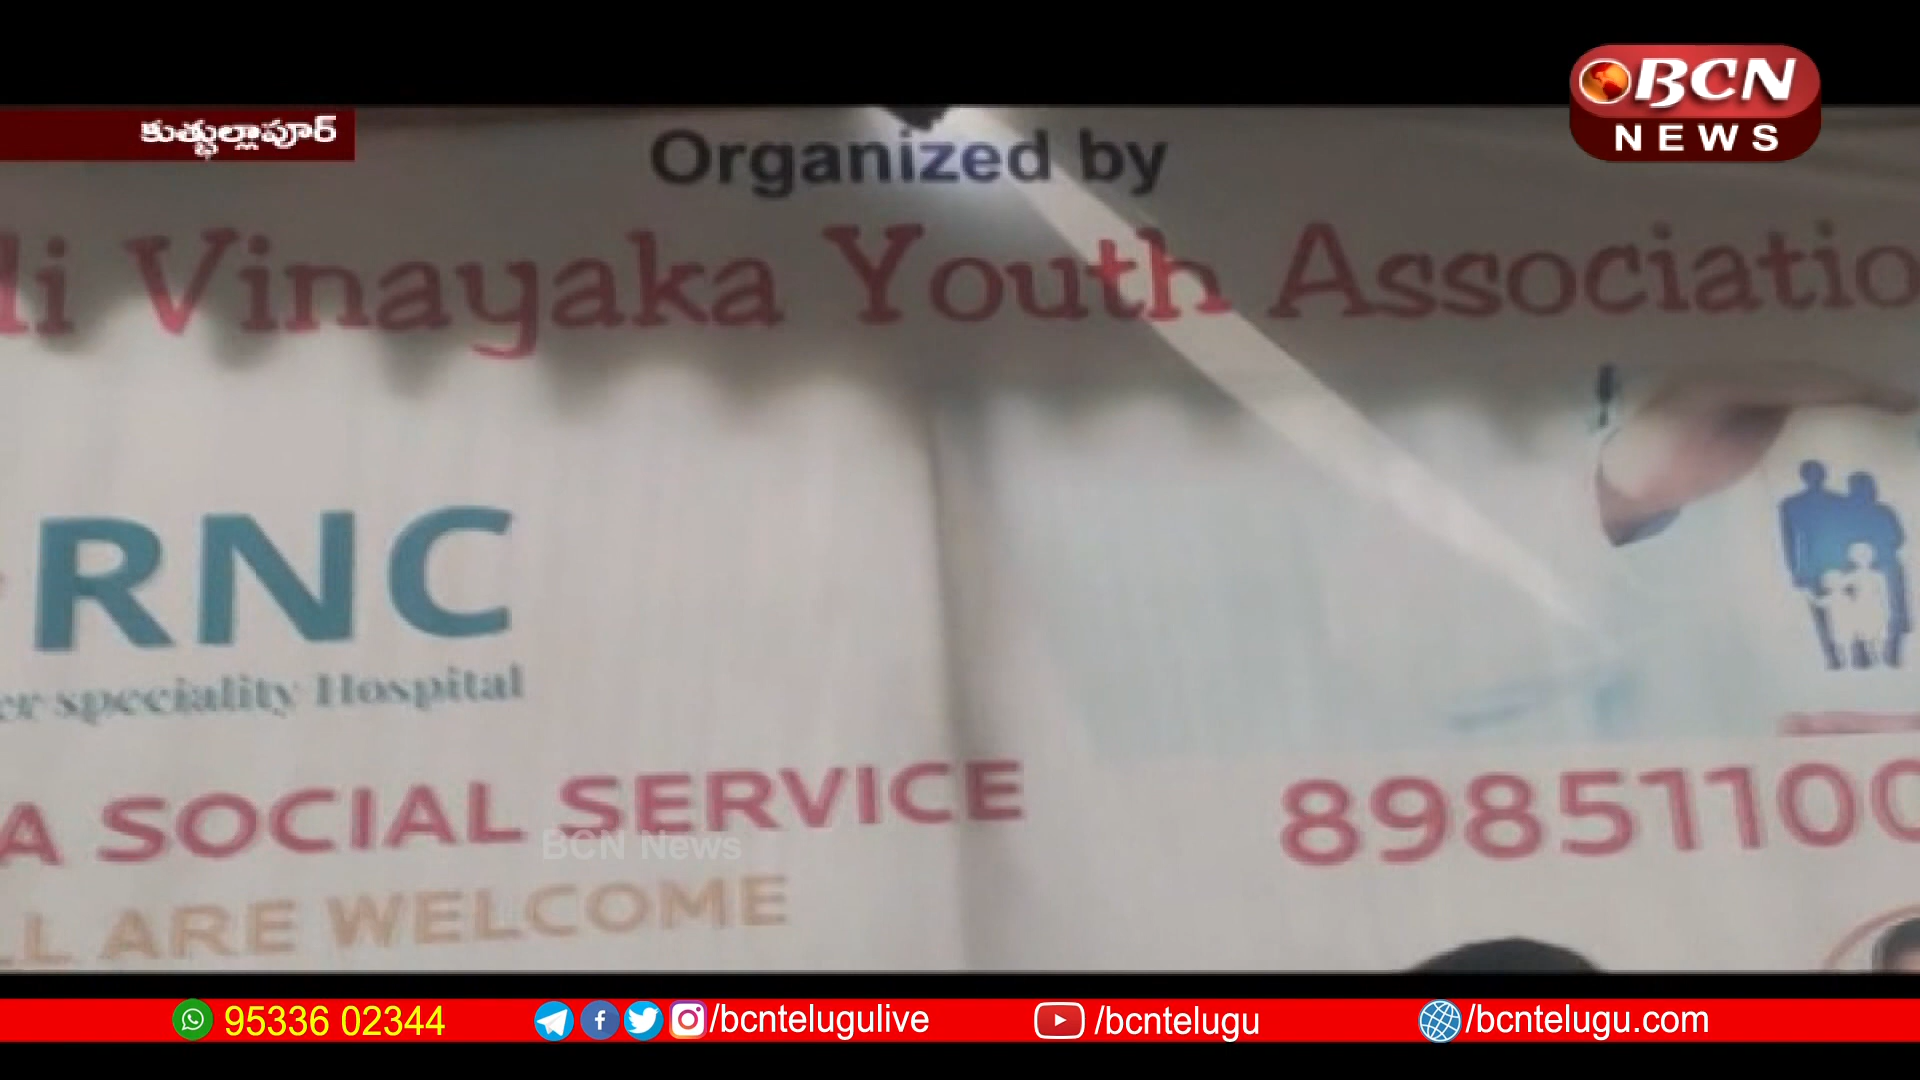 BCN
NEWS
కుత్బుల్లాపూర్
Organized by
Vinayaka Youth Associatio
RNC
speciality Hospital
A SOCIAL SERVICE
89851100
BCN News
ARE WELCOME
95336 02344 /bcntelugulive /bcntelugu /bcntelugu.com